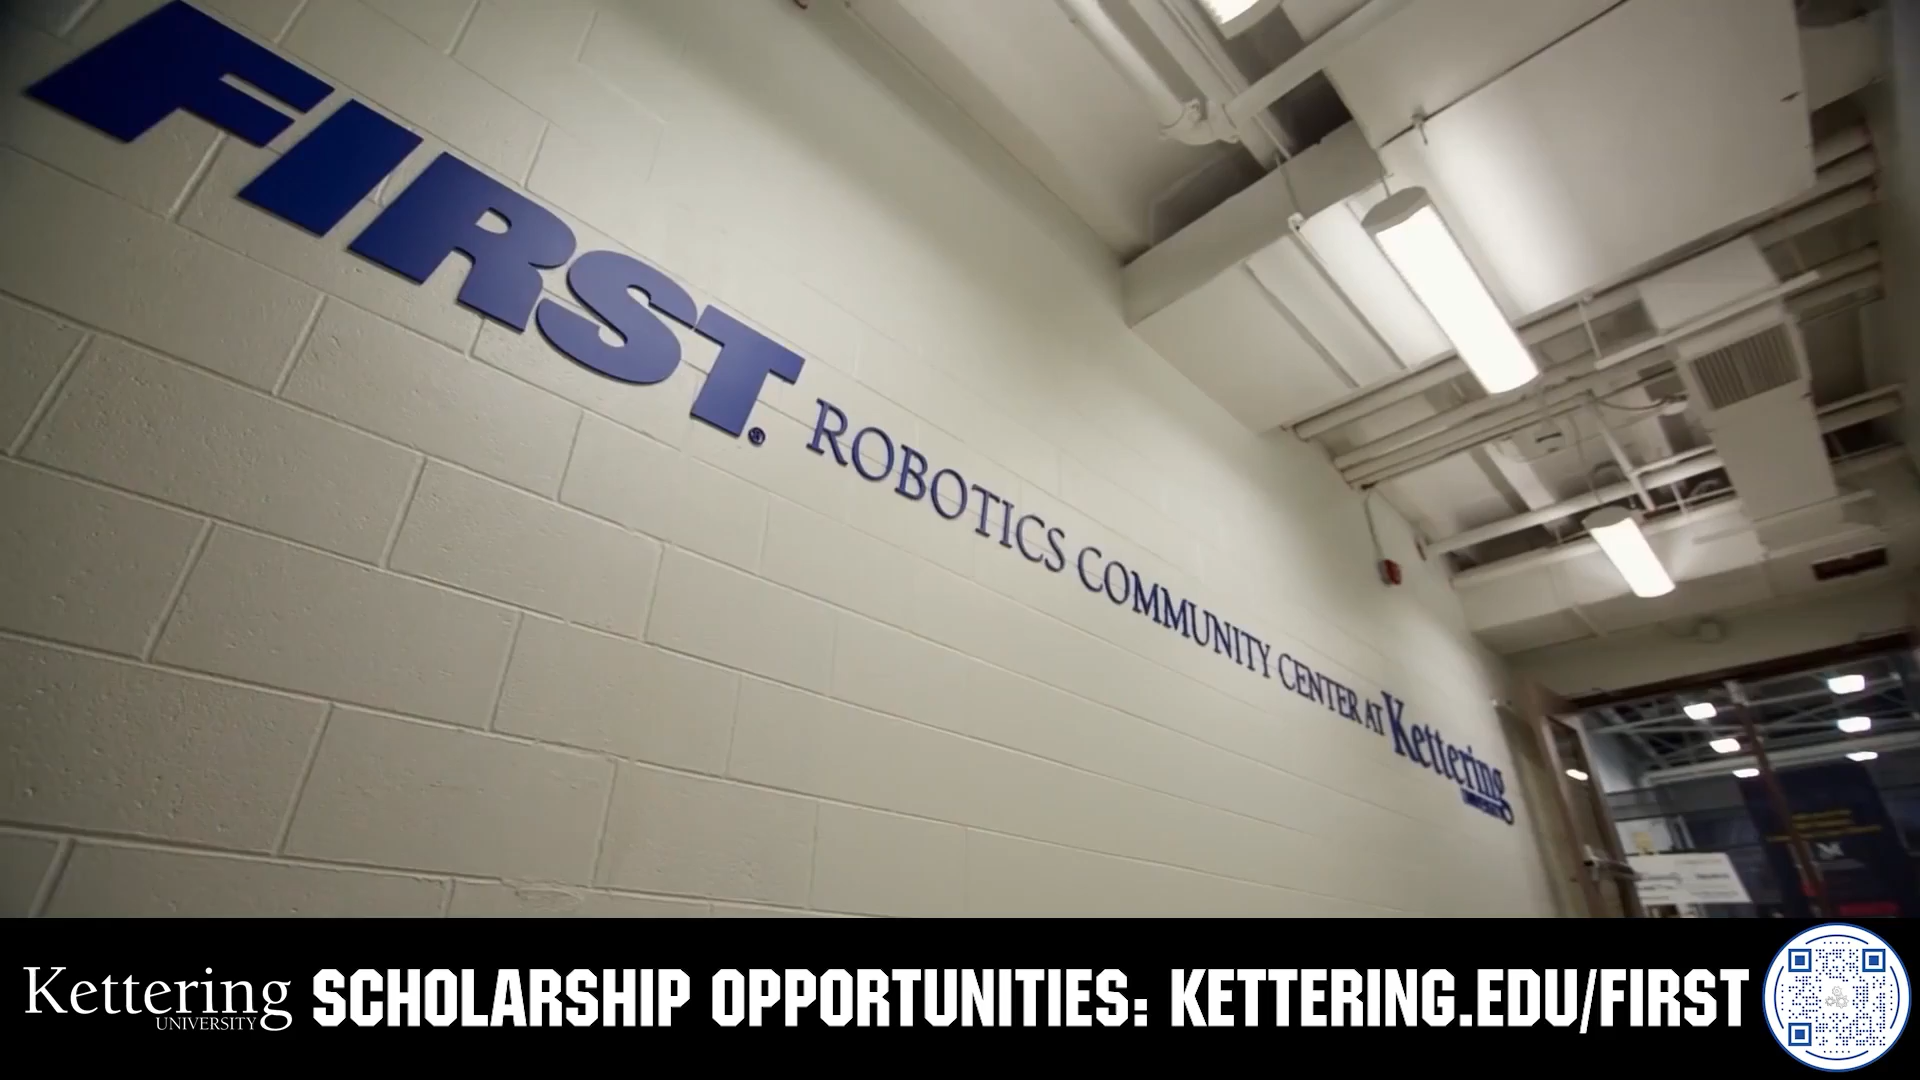 FIRST® ROBOTICS COMMUNITY CENTER AT Kettering
Kettering
UNIVERSITY
SCHOLARSHIP OPPORTUNITIES: KETTERING.EDU/FIRST